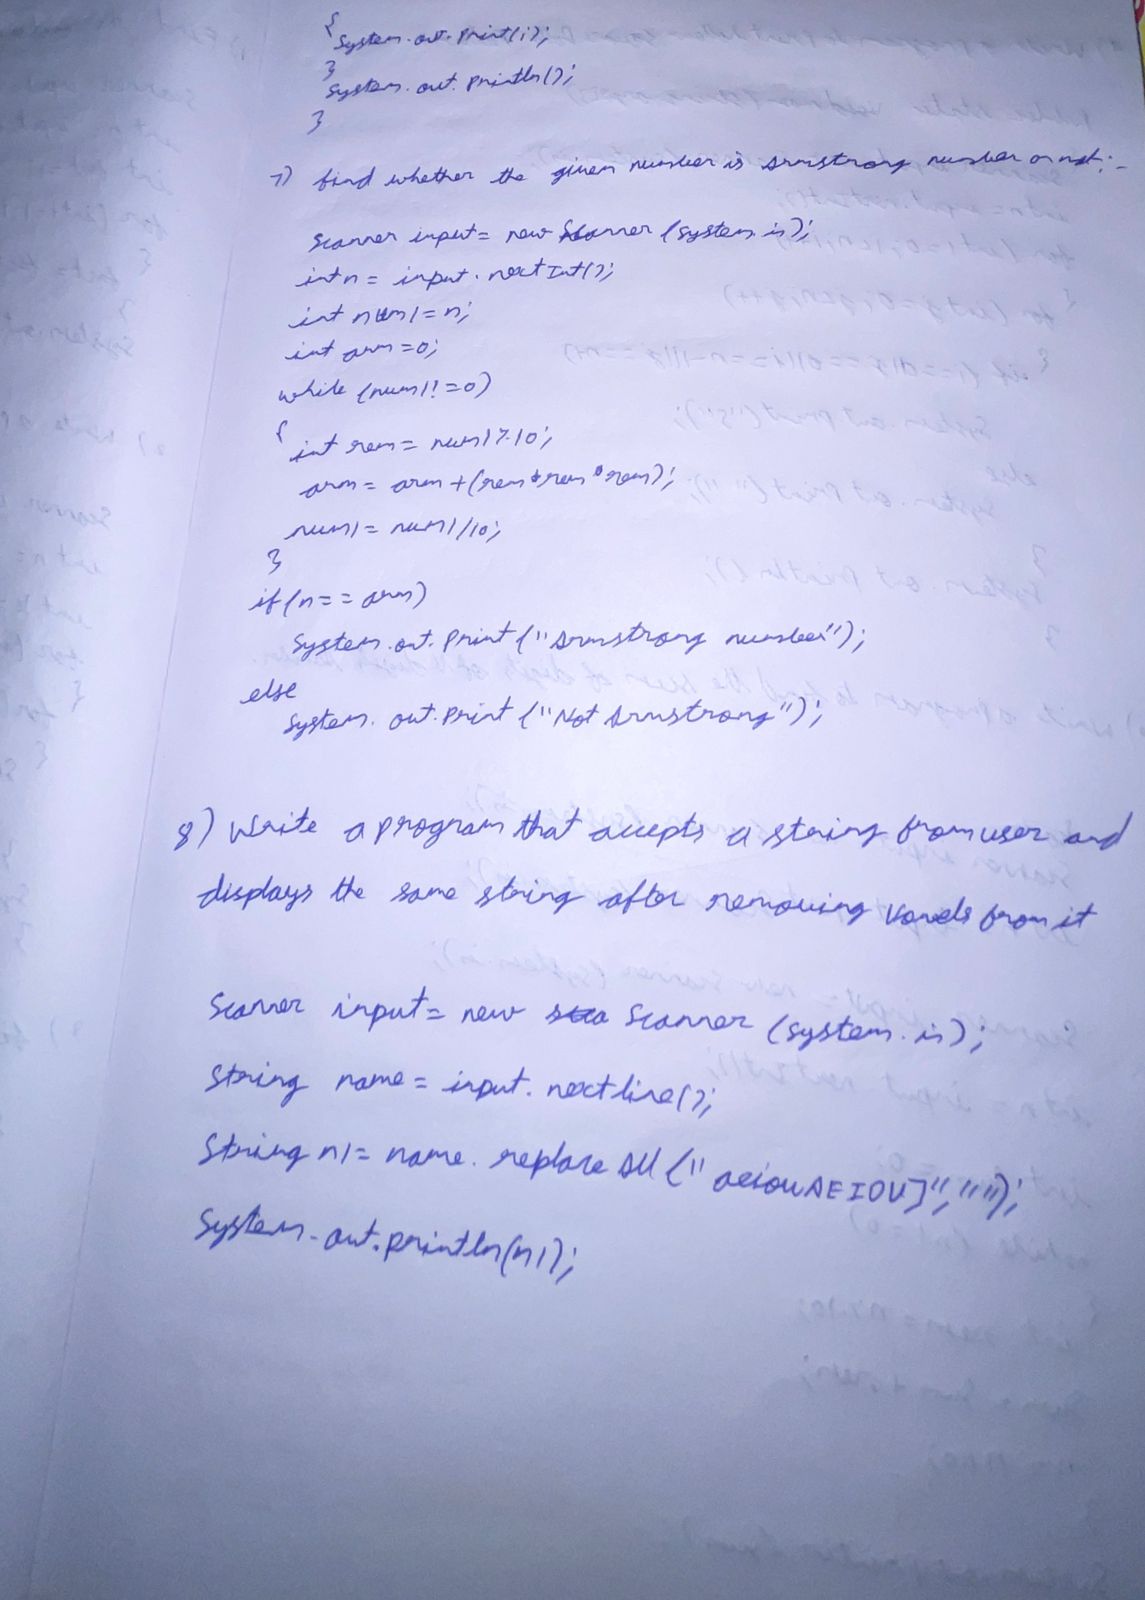 {
System.out.print(i);
}
System.out.println();
}
7) find whether the given number is Armstrong number or not:-
Scanner input= new Scanner (system.in);
int n = input.nextInt();
int num1=n;
int arm=0;
while (num1!=0)
{
int rem= num1%10;
arm= arm+(rem*rem*rem);
num1= num1/10;
}
if(n==arm)
System.out.print("Armstrong number");
else
System.out.print("Not Armstrong");
8) Write a program that accepts a string from user and
displays the same string after removing vowels from it
Scanner input= new Scanner (system.in);
String name= input.nextline();
String n1= name.replaceAll("aeiouAEIOU]","");
System.out.println(n1);